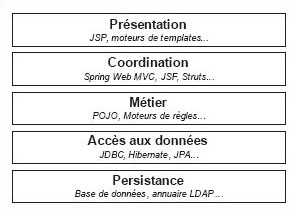 Présentation
JSP, moteurs de templates...
Coordination
Spring Web MVC, JSF, Struts...
Métier
POJO, Moteurs de règles...
Accès aux données
JDBC, Hibernate, JPA...
Persistance
Base de données, annuaire LDAP ...